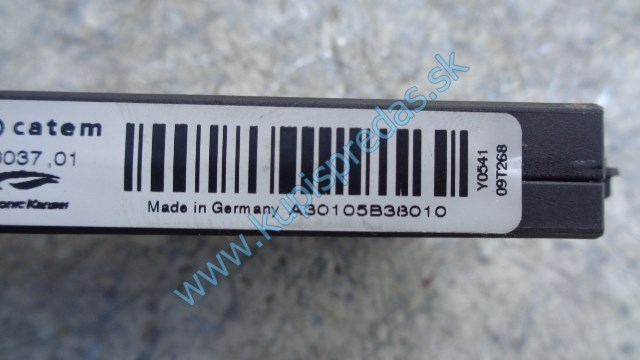 catem
3037,01
Made in Germany A30105B38010
Y0541
09T268
www.kupispredas.sk